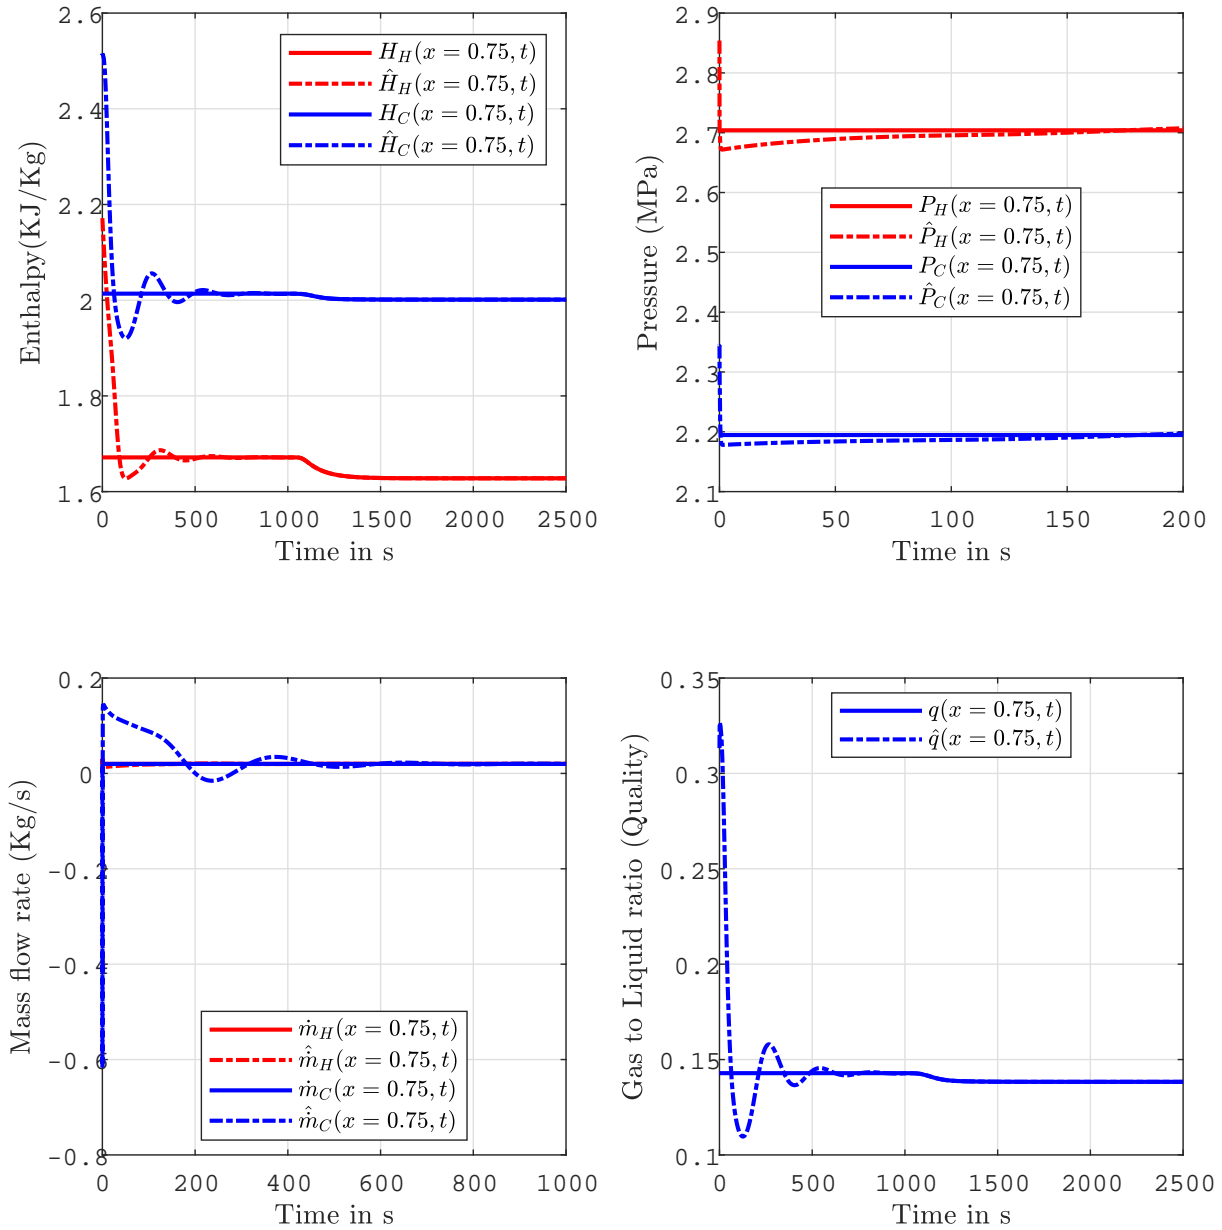 2.6
2.4
2.2
2
1.8
1.6
Enthalpy(KJ/Kg)
H_H(x = 0.75, t)
Ĥ_H(x = 0.75, t)
H_C(x = 0.75, t)
Ĥ_C(x = 0.75, t)
0 500 1000 1500 2000 2500
Time in s
2.9
2.8
2.7
2.6
2.5
2.4
2.3
2.2
2.1
Pressure (MPa)
P_H(x = 0.75, t)
P̂_H(x = 0.75, t)
P_C(x = 0.75, t)
P̂_C(x = 0.75, t)
0 50 100 150 200
Time in s
0.2
0
-0.2
-0.4
-0.6
-0.8
Mass flow rate (Kg/s)
ṁ_H(x = 0.75, t)
ṁ̂_H(x = 0.75, t)
ṁ_C(x = 0.75, t)
ṁ̂_C(x = 0.75, t)
0 200 400 600 800 1000
Time in s
0.35
0.3
0.25
0.2
0.15
0.1
Gas to Liquid ratio (Quality)
q(x = 0.75, t)
q̂(x = 0.75, t)
0 500 1000 1500 2000 2500
Time in s